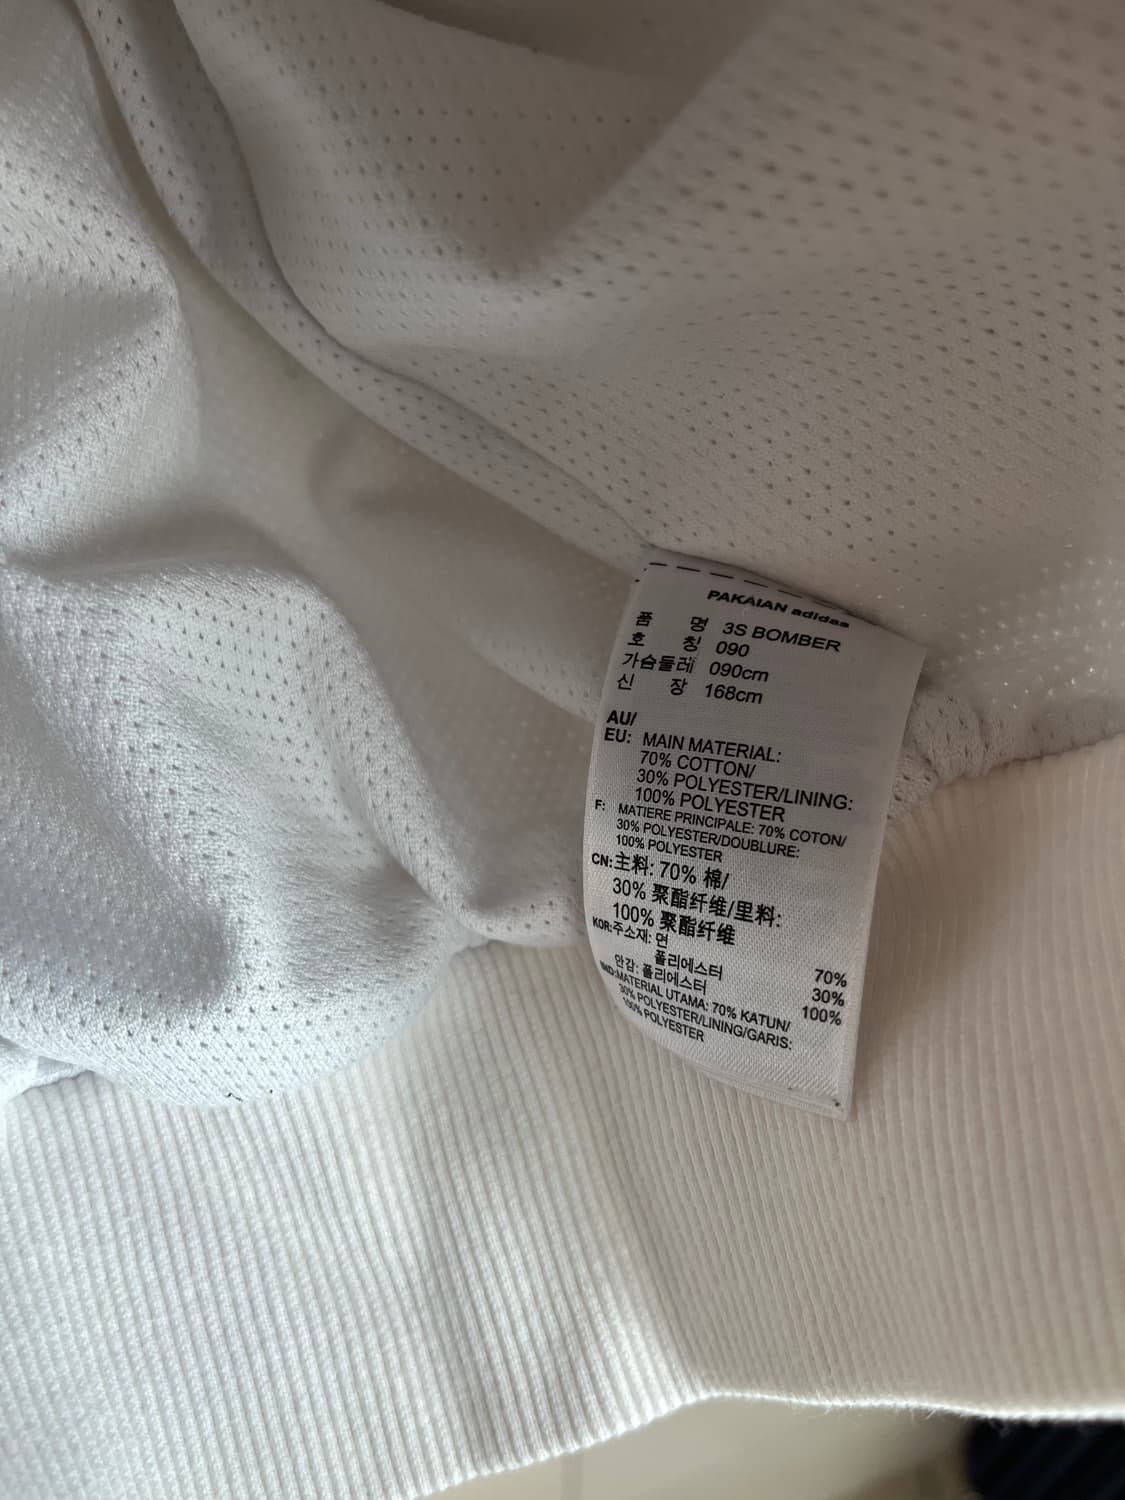 PAKAIAN adidas
품 명 3S BOMBER
호 칭 090
가슴둘레 090cm
신 장 168cm
AU/
EU: MAIN MATERIAL:
70% COTTON/
30% POLYESTER/LINING:
100% POLYESTER
F: MATIERE PRINCIPALE: 70% COTON/
30% POLYESTER/DOUBLURE:
100% POLYESTER
CN:主料: 70% 棉/
30% 聚酯纤维/里料:
100% 聚酯纤维
KOR:주소재: 면 70%
폴리에스터 30%
안감: 폴리에스터 100%
IND:MATERIAL UTAMA: 70% KATUN/
30% POLYESTER/LINING/GARIS:
100% POLYESTER